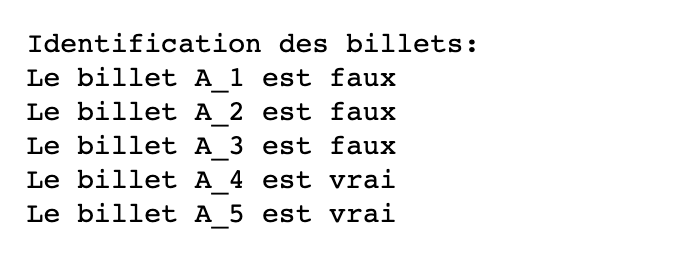 Identification des billets:
Le billet A_1 est faux
Le billet A_2 est faux
Le billet A_3 est faux
Le billet A_4 est vrai
Le billet A_5 est vrai